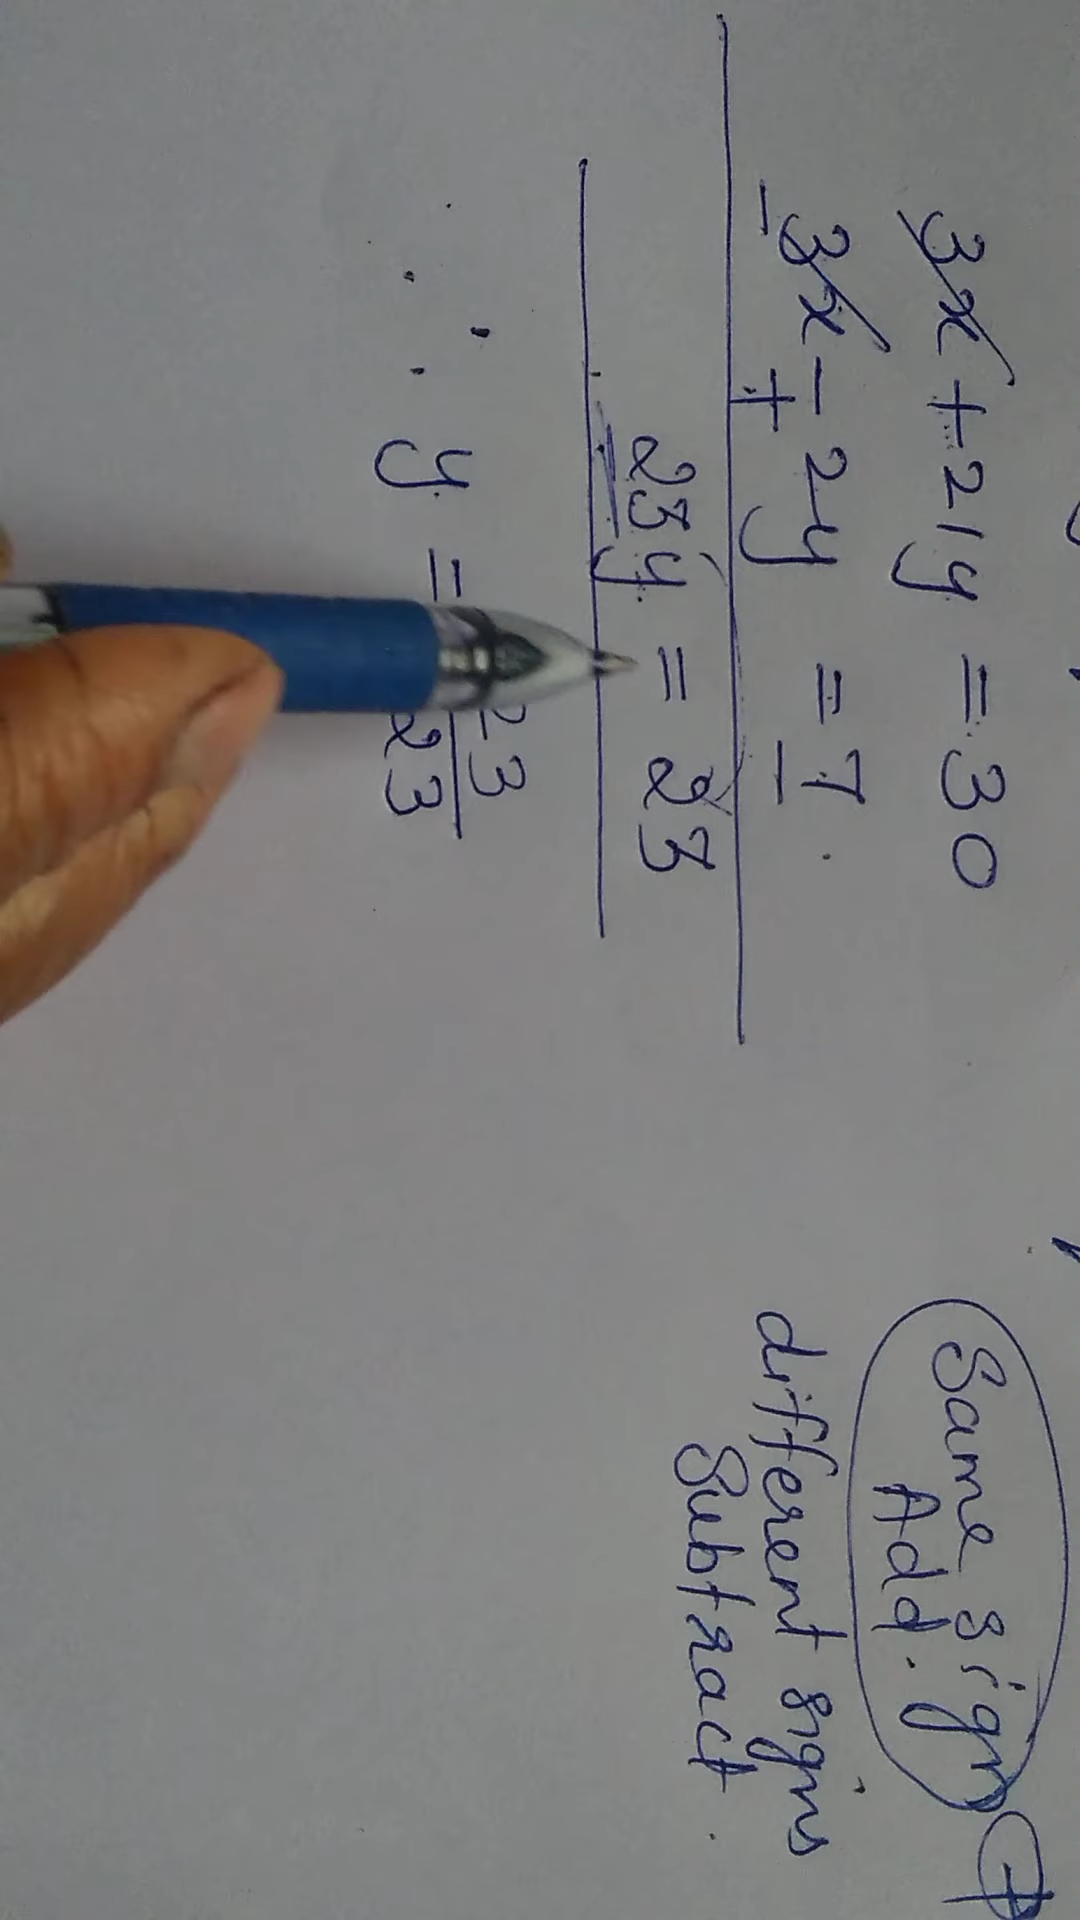 3x + 21y = 30
3x - 2y = 7
- + -
23y = 23
∴ y = 23/23
Same sign
Add.
different signs
Subtract
+